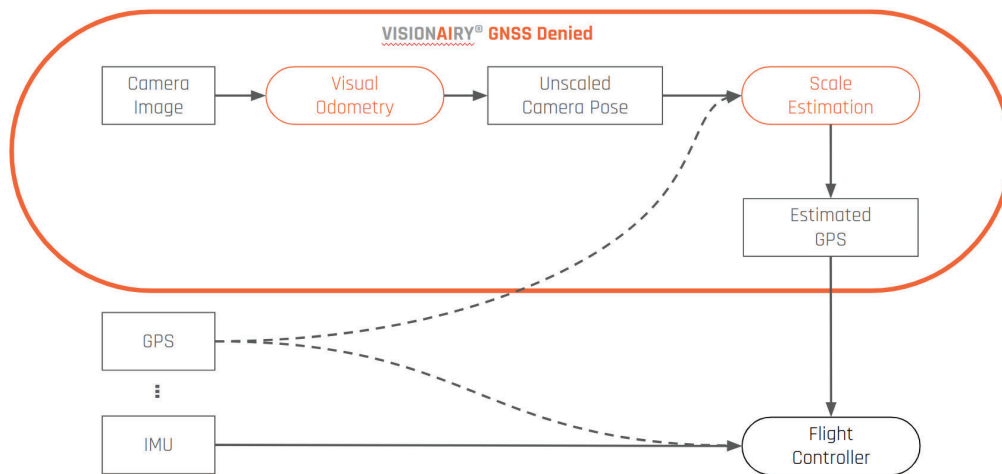 VISIONAIRY® GNSS Denied
Camera
Image
Visual
Odometry
Unscaled
Camera Pose
Scale
Estimation
Estimated
GPS
GPS
IMU
Flight
Controller